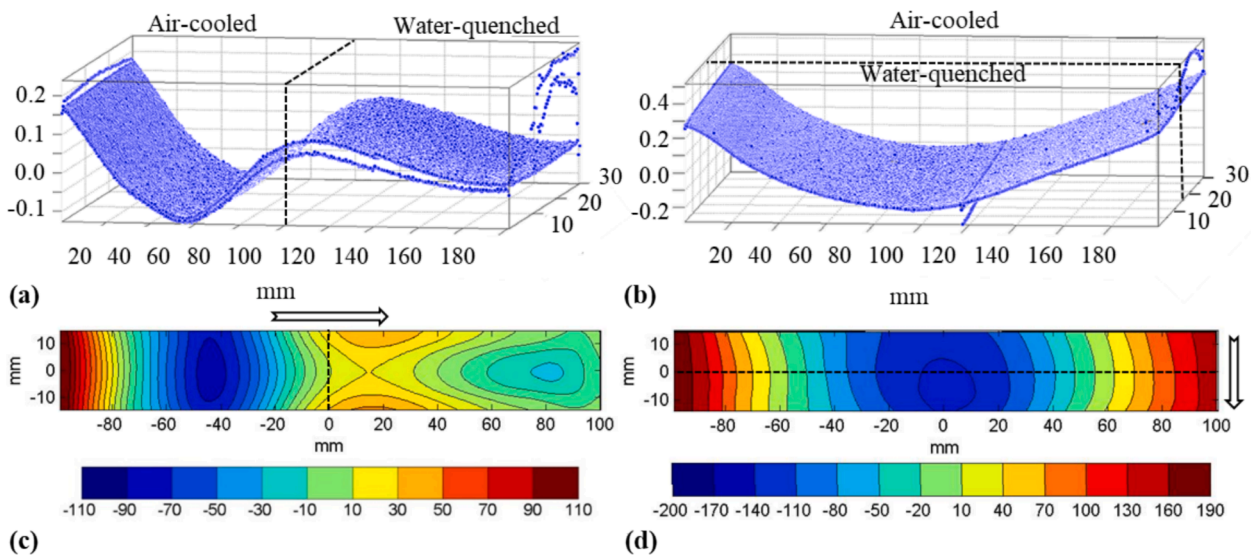 Air-cooled
Water-quenched
0.2
0.1
0.0
-0.1
30
20
10
20 40 60 80 100 120 140 160 180
(a)
mm
Air-cooled
Water-quenched
0.4
0.2
0.0
-0.2
30
20
10
20 40 60 80 100 120 140 160 180
(b)
mm
mm
10
0
-10
-80 -60 -40 -20 0 20 40 60 80 100
mm
-110 -90 -70 -50 -30 -10 10 30 50 70 90 110
(c)
mm
10
0
-10
-80 -60 -40 -20 0 20 40 60 80 100
mm
-200 -170 -140 -110 -80 -50 -20 10 40 70 100 130 160 190
(d)